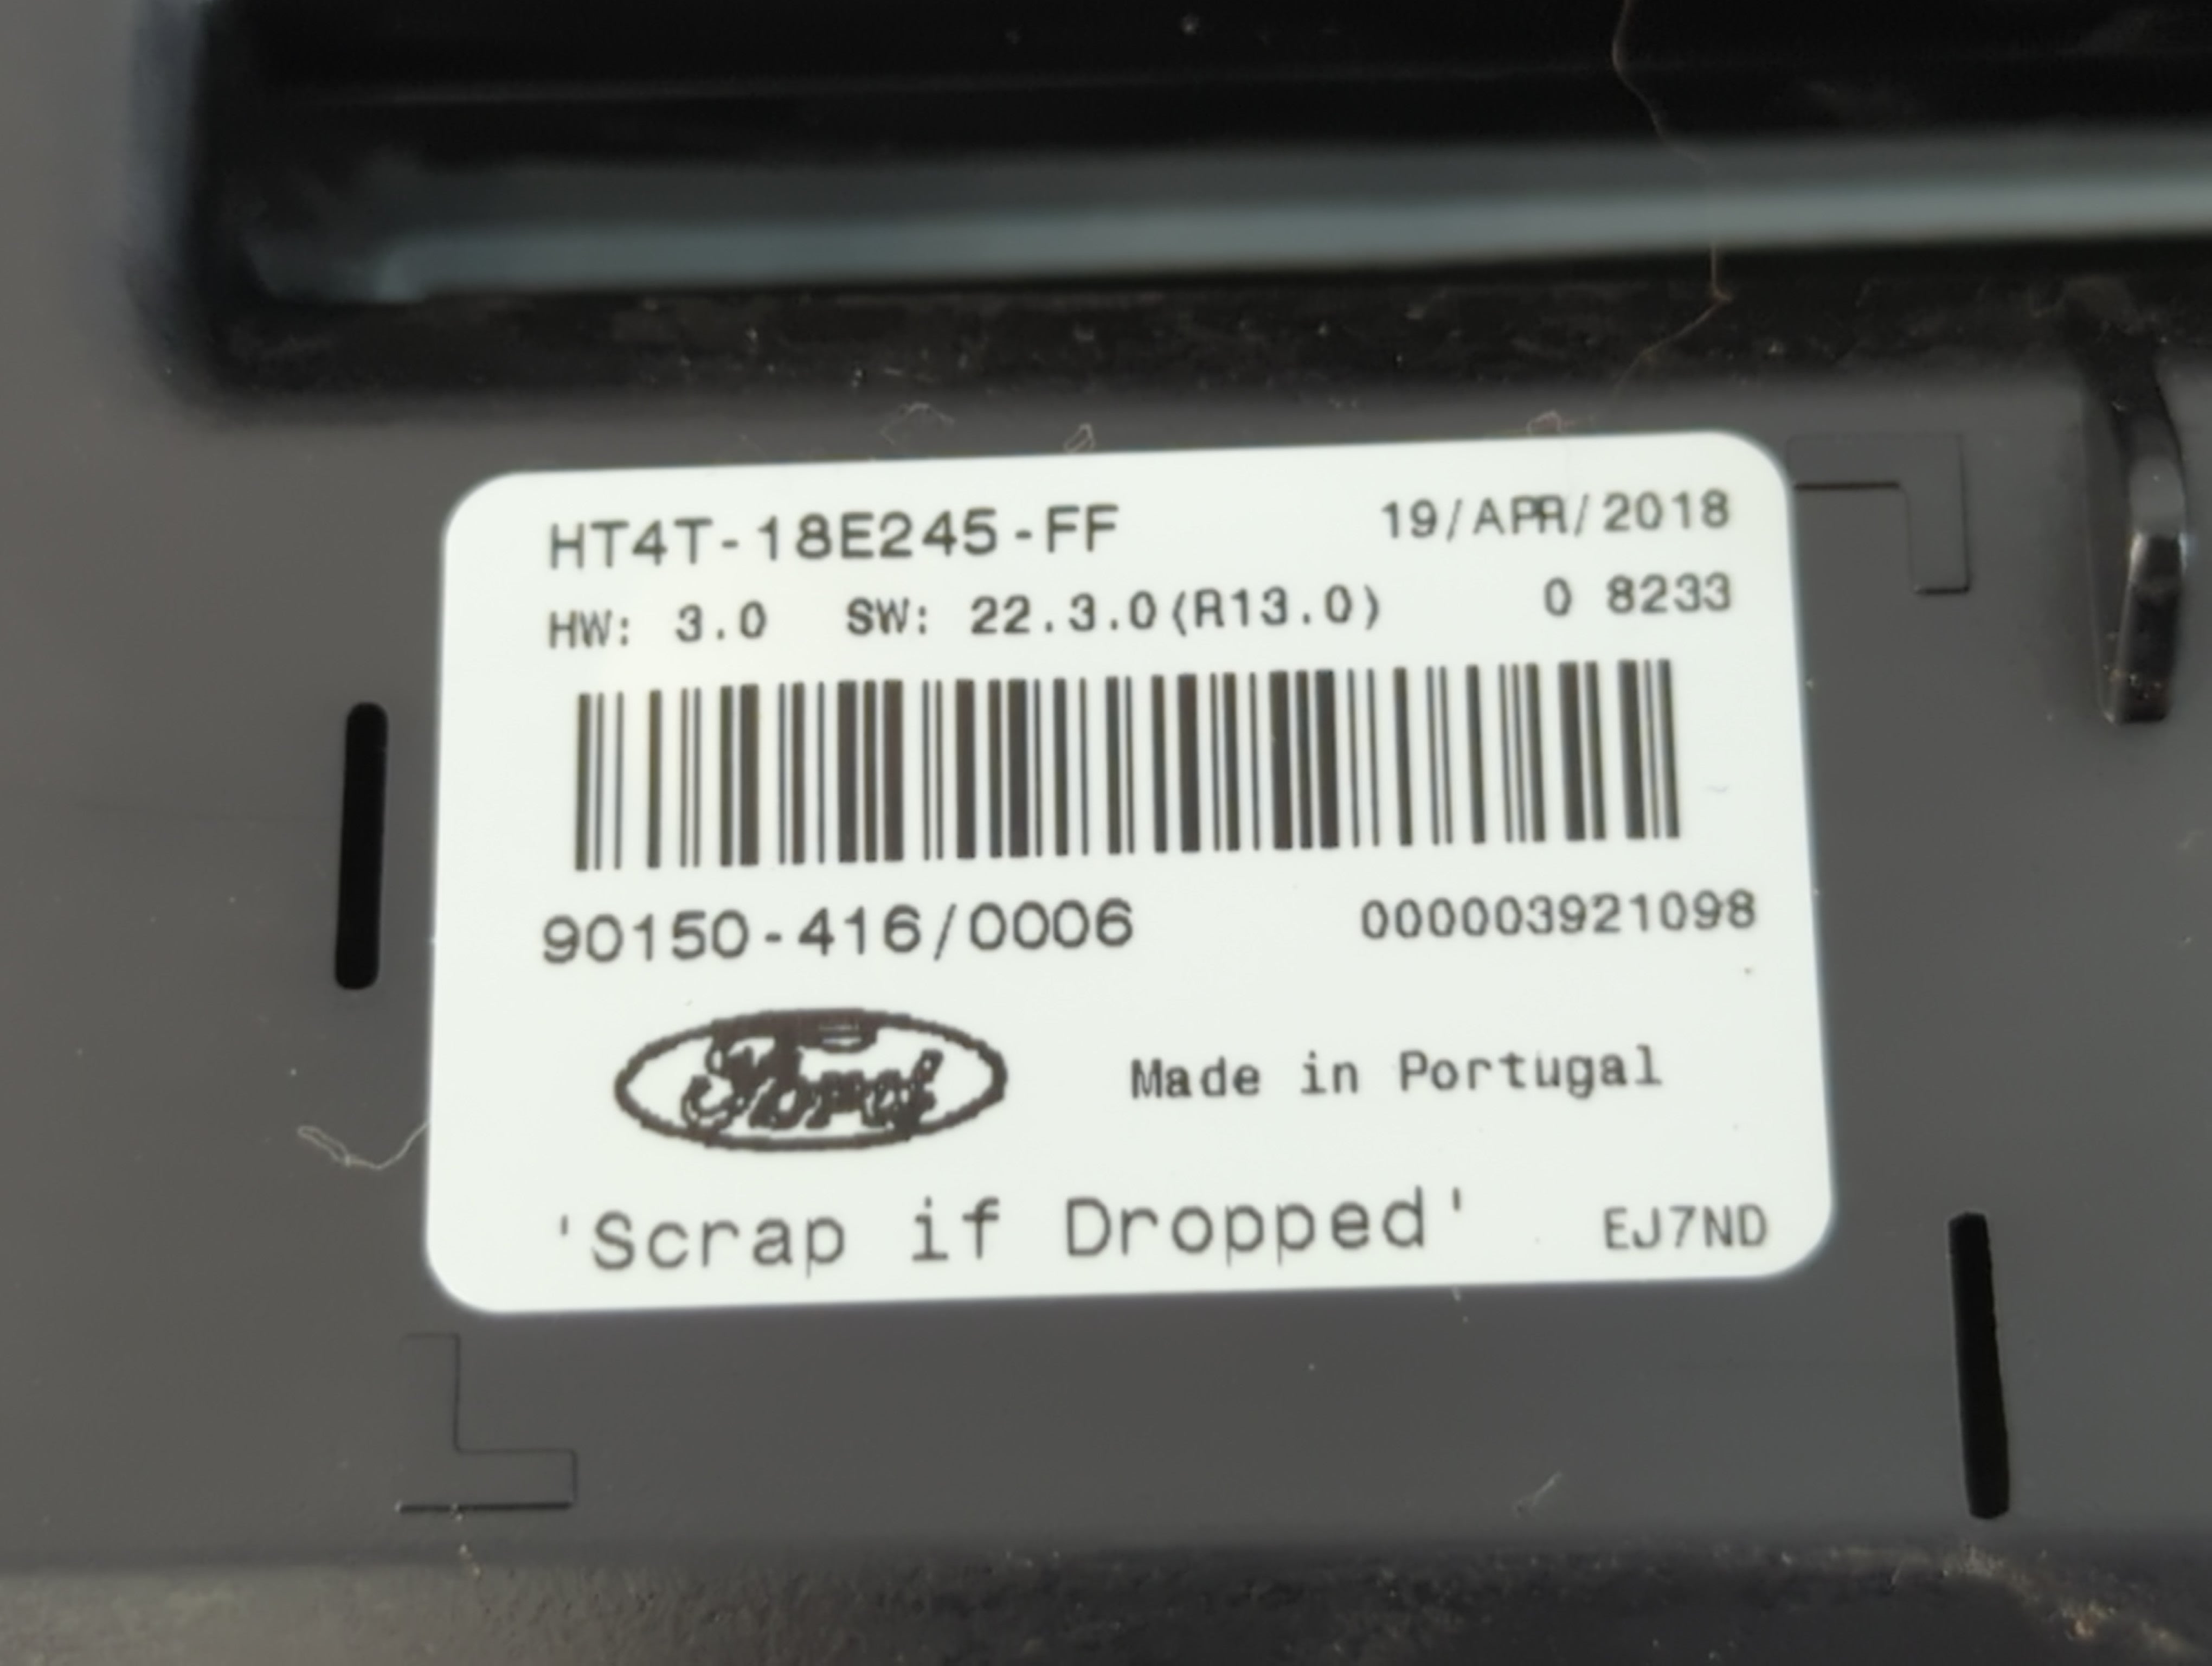 HT4T-18E245-FF 19/APR/2018
HW: 3.0 SW: 22.3.0(R13.0) 0 8233
90150-416/0006 000003921098
Ford Made in Portugal
'Scrap if Dropped' EJ7ND